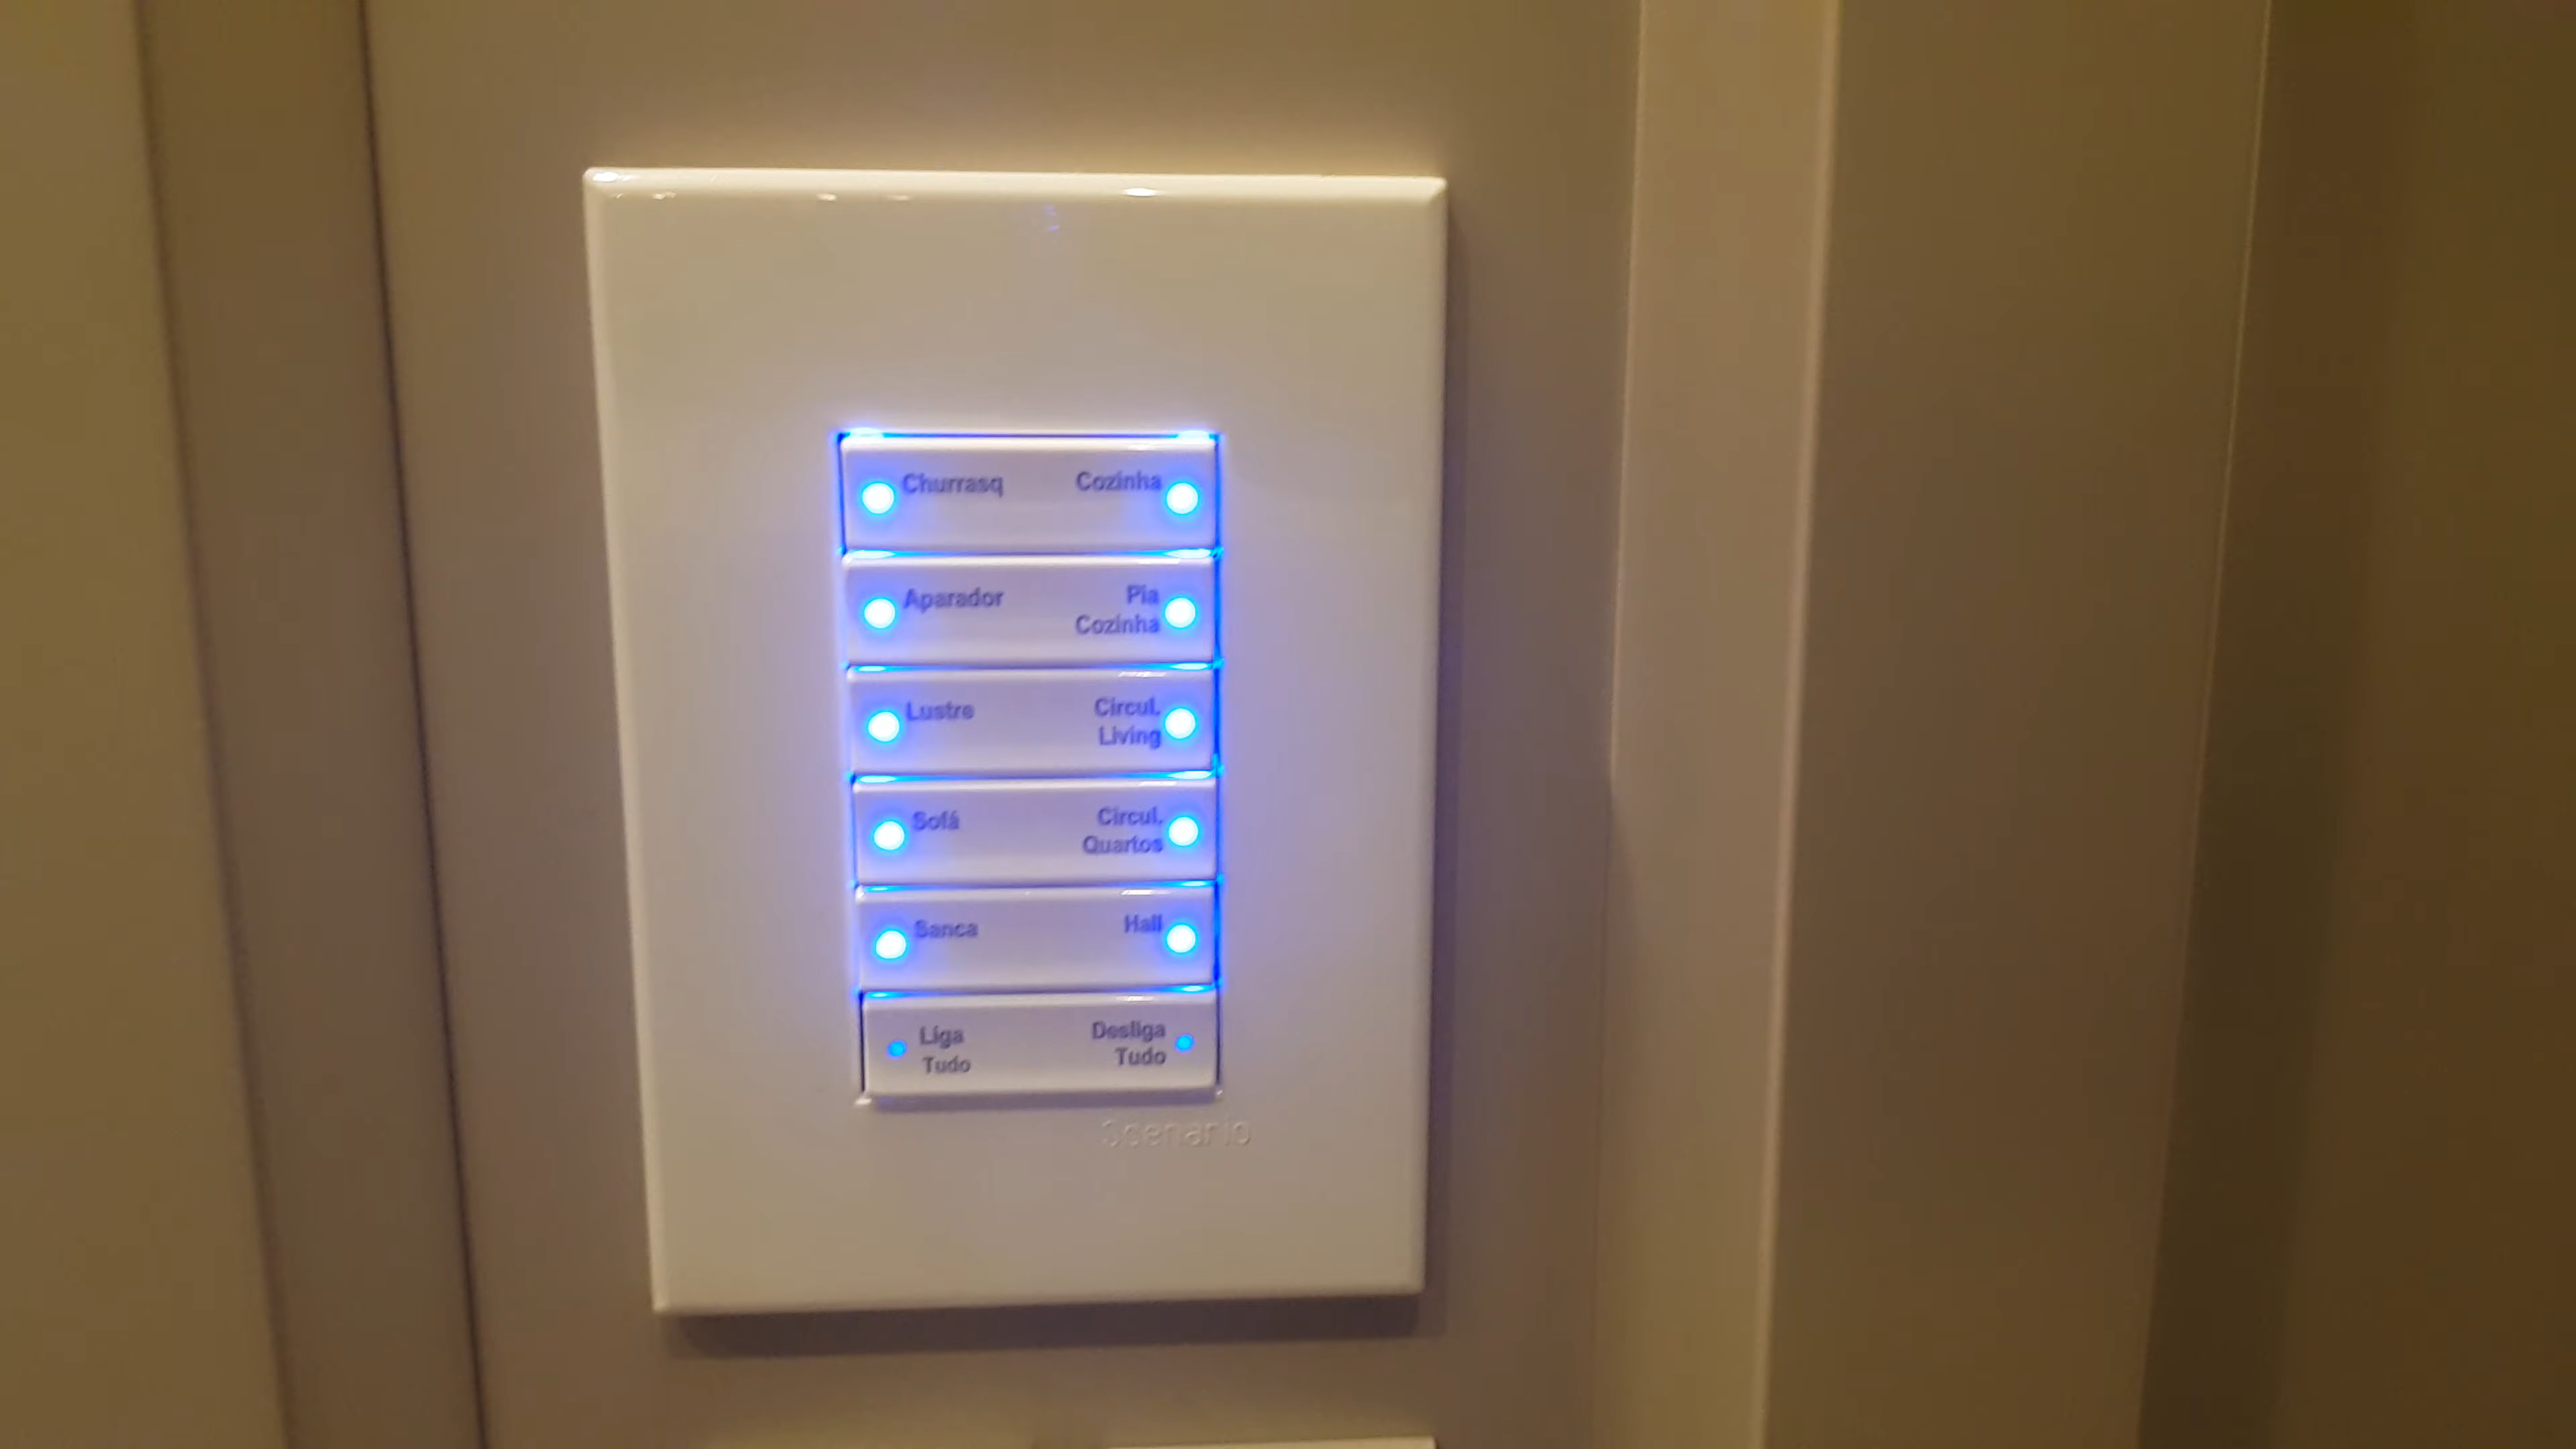 Churrasq Cozinha
Aparador Pia
Cozinha
Lustre Circul.
Living
Sofá Circul.
Quartos
Sanca Hall
Liga Desliga
Tudo Tudo
Scenario